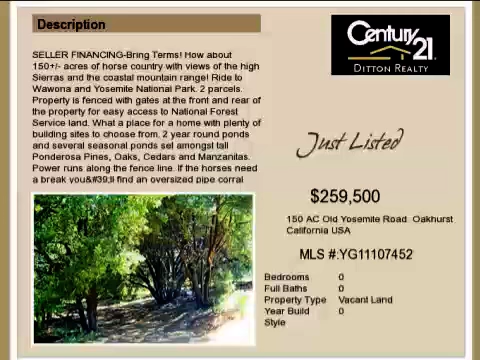 Description
SELLER FINANCING-Bring Terms! How about
150+/- acres of horse country with views of the high
Sierras and the coastal mountain range! Ride to
Wawona and Yosemite National Park. 2 parcels.
Property is fenced with gates at the front and rear of
the property for easy access to National Forest
Service land. What a place for a home with plenty of
building sites to choose from. 2 year round ponds
and several seasonal ponds sel amongst tall
Ponderosa Pines, Oaks, Cedars and Manzanitas.
Power runs along the fence line. If the horses need
a break you&#39;ll find an oversized pipe corral
Century 21.
DITTON REALTY
Just Listed
$259,500
150 AC Old Yosemite Road Oakhurst
California USA
MLS #:YG11107452
Bedrooms 0
Full Baths 0
Property Type Vacant Land
Year Build 0
Style